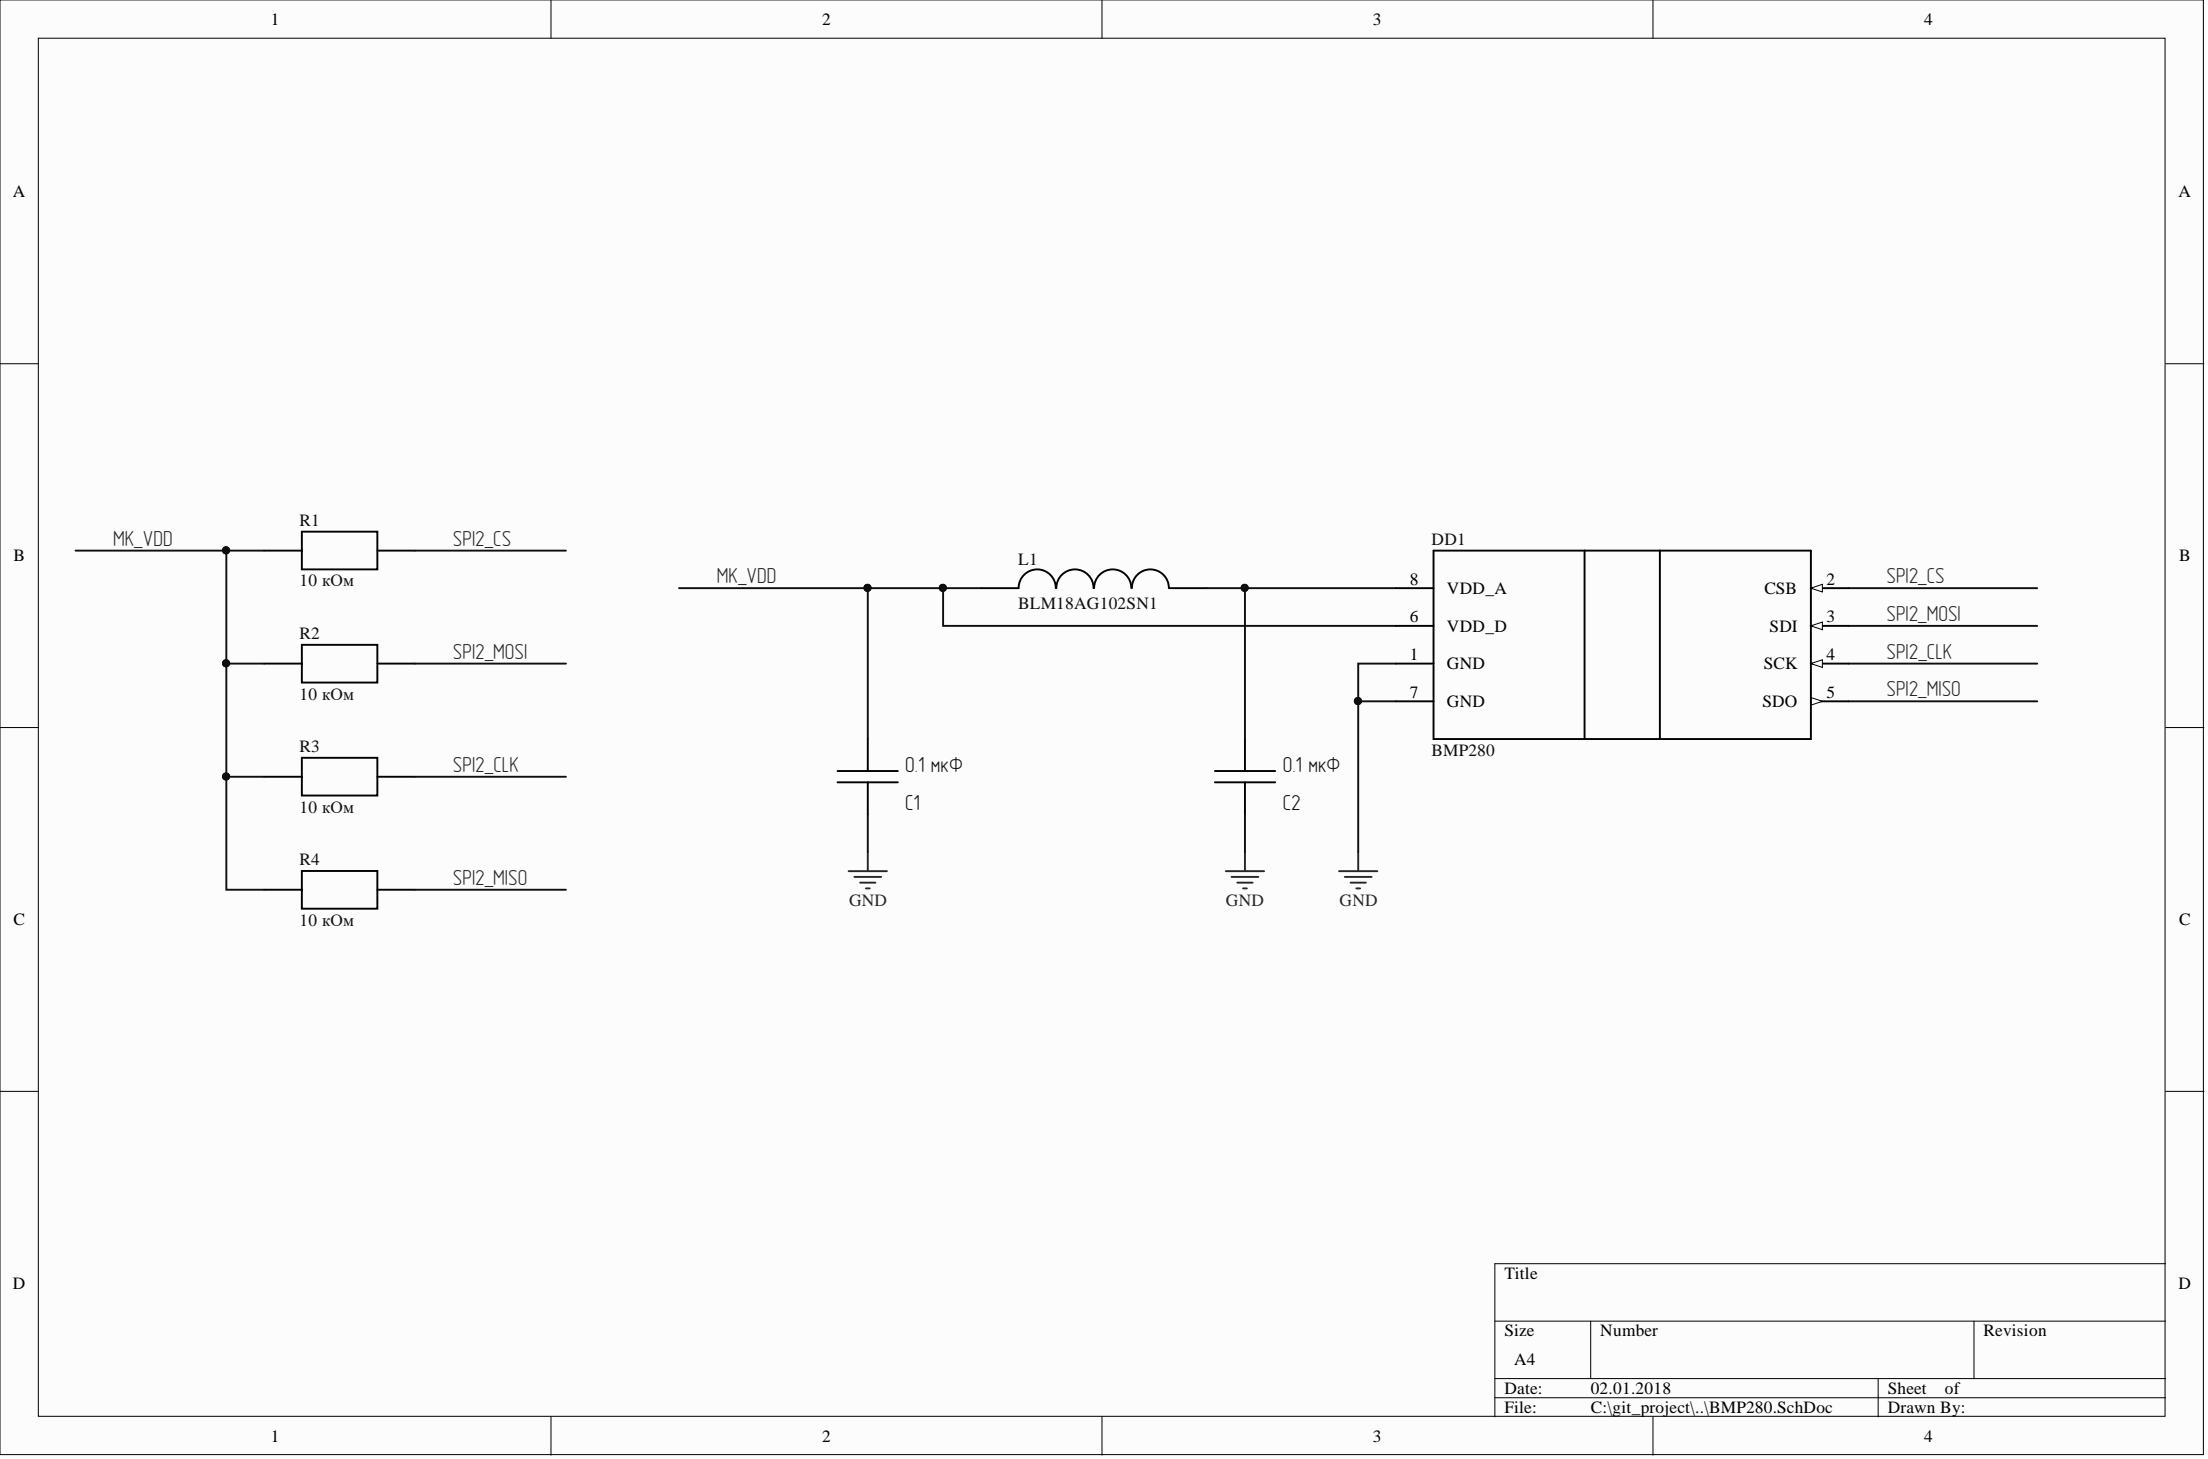 1 2 3 4
A A
R1
MK_VDD SPI2_CS
10 кОм
B B
R2
SPI2_MOSI
10 кОм
R3
SPI2_CLK
10 кОм
R4
SPI2_MISO
10 кОм
MK_VDD
L1
BLM18AG102SN1
0.1 мкФ
C1
GND
0.1 мкФ
C2
GND
GND
DD1
8 VDD_A CSB 2 SPI2_CS
6 VDD_D SDI 3 SPI2_MOSI
1 GND SCK 4 SPI2_CLK
7 GND SDO 5 SPI2_MISO
BMP280
C C
D D
Title
Size Number Revision
A4
Date: 02.01.2018 Sheet of
File: C:\git_project\..\BMP280.SchDoc Drawn By:
1 2 3 4